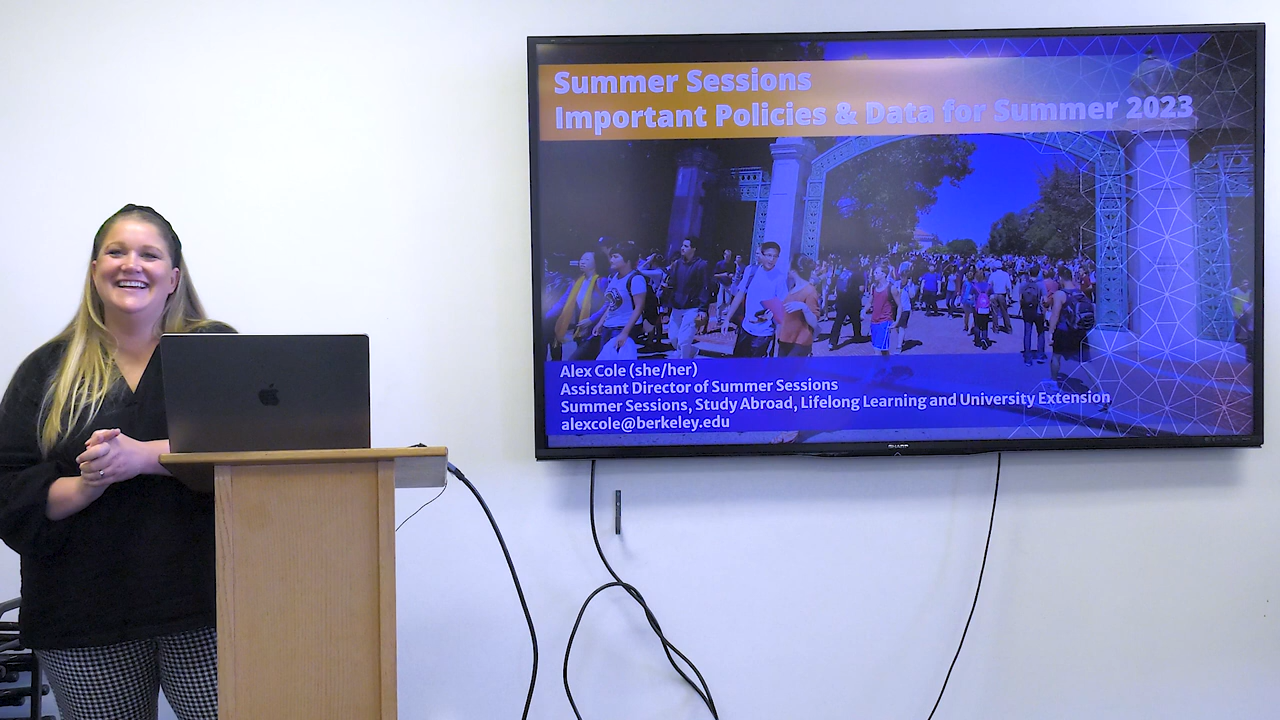 Summer Sessions
Important Policies & Data for Summer 2023
Alex Cole (she/her)
Assistant Director of Summer Sessions
Summer Sessions, Study Abroad, Lifelong Learning and University Extension
alexcole@berkeley.edu
SHARP